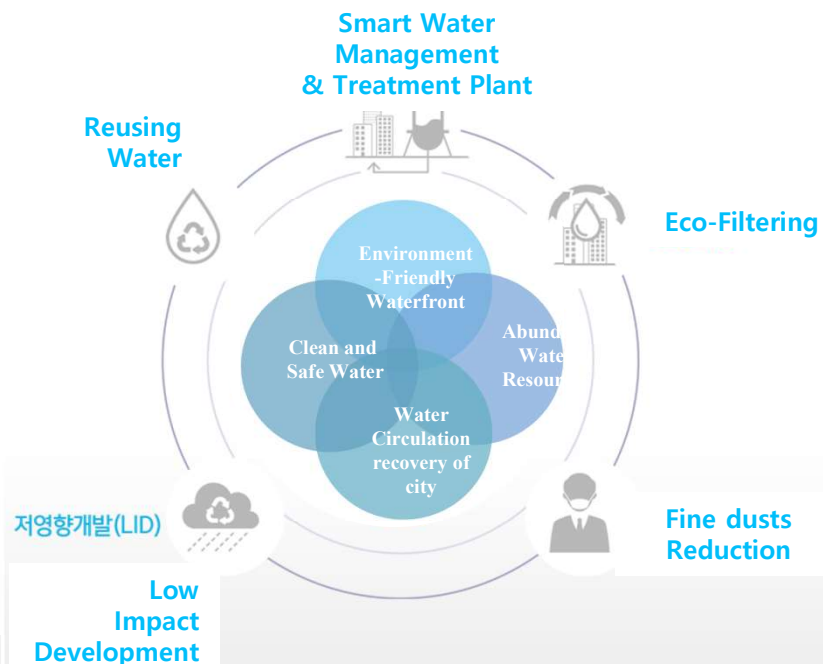 Smart Water
Management
& Treatment Plant
Reusing
Water
Eco-Filtering
Environment
-Friendly
Waterfront
Clean and
Safe Water
Water
Circulation
recovery of
city
저영향개발(LID)
Fine dusts
Reduction
Low
Impact
Development